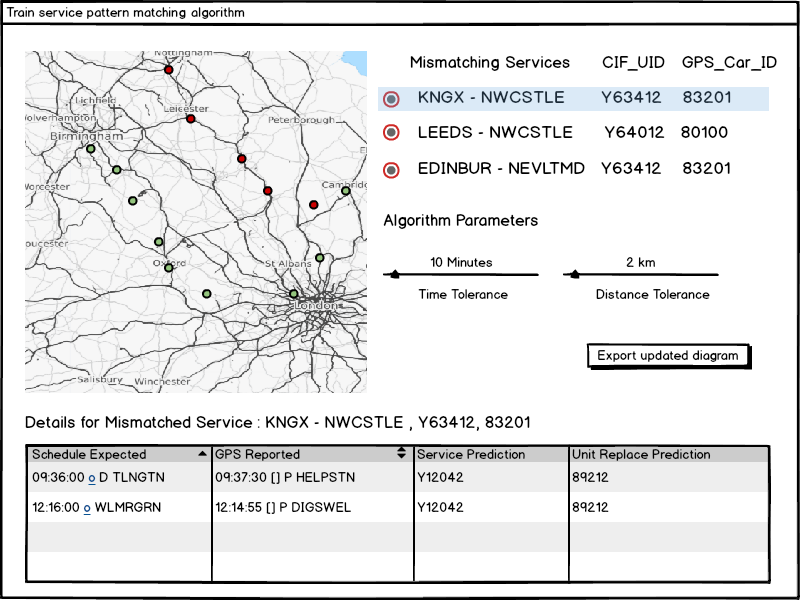 Train service pattern matching algorithm
Nottingham
Lichfield
Leicester
Wolverhampton
Peterborough
Birmingham
Worcester
Cambridg
oucester
Oxford
St Albans
London
Salisbury
Winchester
Mismatching Services CIF_UID GPS_Car_ID
KNGX - NWCSTLE Y63412 83201
LEEDS - NWCSTLE Y64012 80100
EDINBUR - NEVLTMD Y63412 83201
Algorithm Parameters
10 Minutes 2 km
Time Tolerance Distance Tolerance
Export updated diagram
Details for Mismatched Service : KNGX - NWCSTLE , Y63412, 83201
Schedule Expected GPS Reported Service Prediction Unit Replace Prediction
09:36:00 o D TLNGTN 09:37:30 [] P HELPSTN Y12042 89212
12:16:00 o WLMRGRN 12:14:55 [] P DIGSWEL Y12042 89212